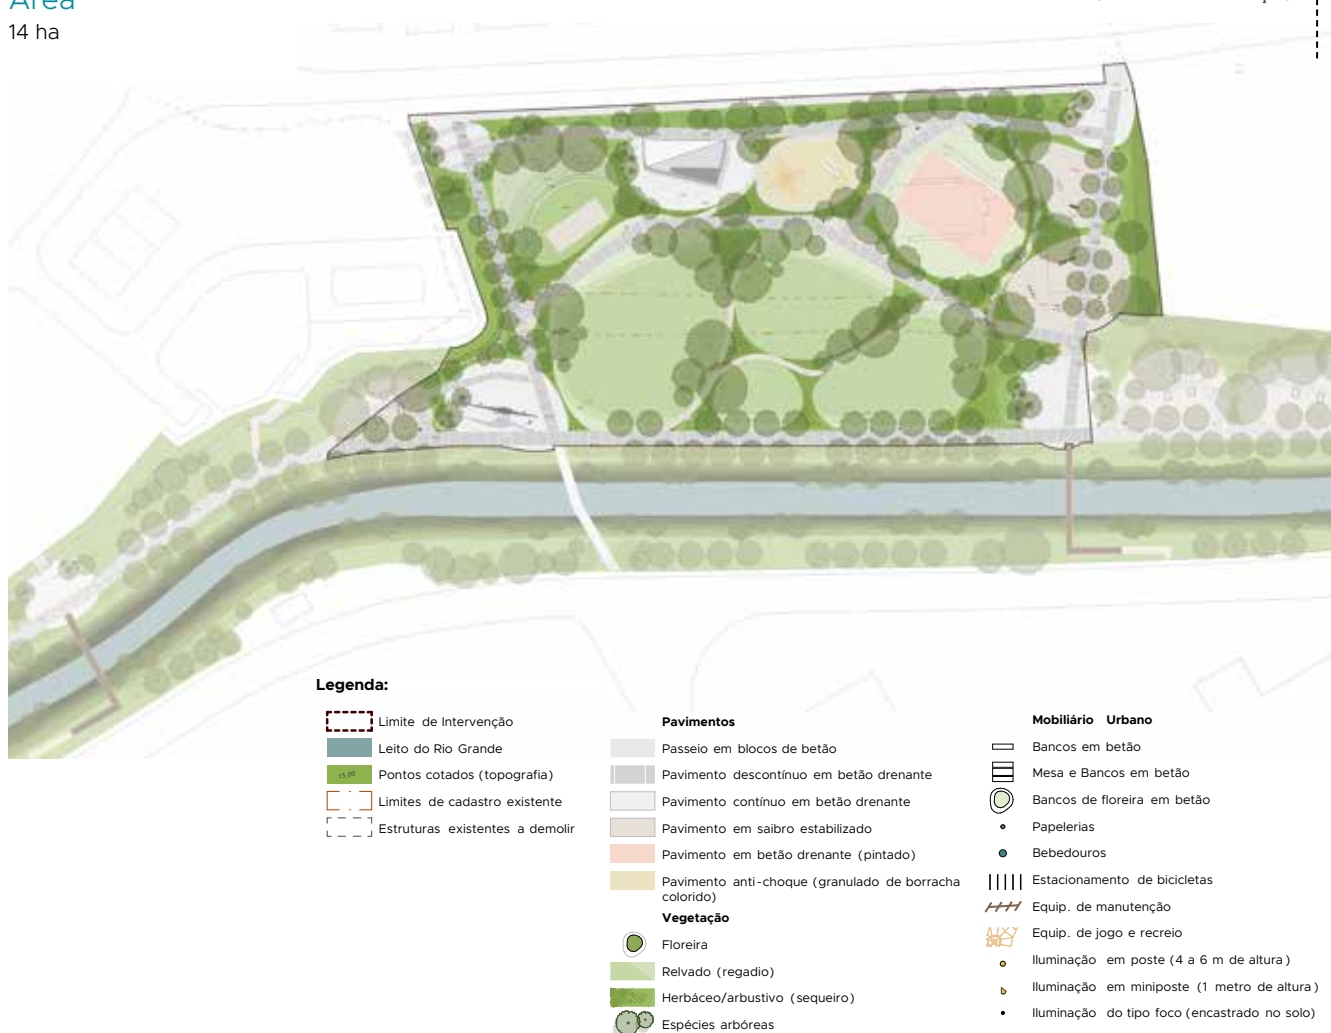 Área
14 ha
Legenda:
Limite de Intervenção
Leito do Rio Grande
15,00
Pontos cotados (topografia)
Limites de cadastro existente
Estruturas existentes a demolir
Pavimentos
Passeio em blocos de betão
Pavimento descontínuo em betão drenante
Pavimento contínuo em betão drenante
Pavimento em saibro estabilizado
Pavimento em betão drenante (pintado)
Pavimento anti-choque (granulado de borracha
colorido)
Vegetação
Floreira
Relvado (regadio)
Herbáceo/arbustivo (sequeiro)
Espécies arbóreas
Mobiliário Urbano
Bancos em betão
Mesa e Bancos em betão
Bancos de floreira em betão
Papelerias
Bebedouros
Estacionamento de bicicletas
Equip. de manutenção
Equip. de jogo e recreio
Iluminação em poste (4 a 6 m de altura)
Iluminação em miniposte (1 metro de altura)
Iluminação do tipo foco (encastrado no solo)